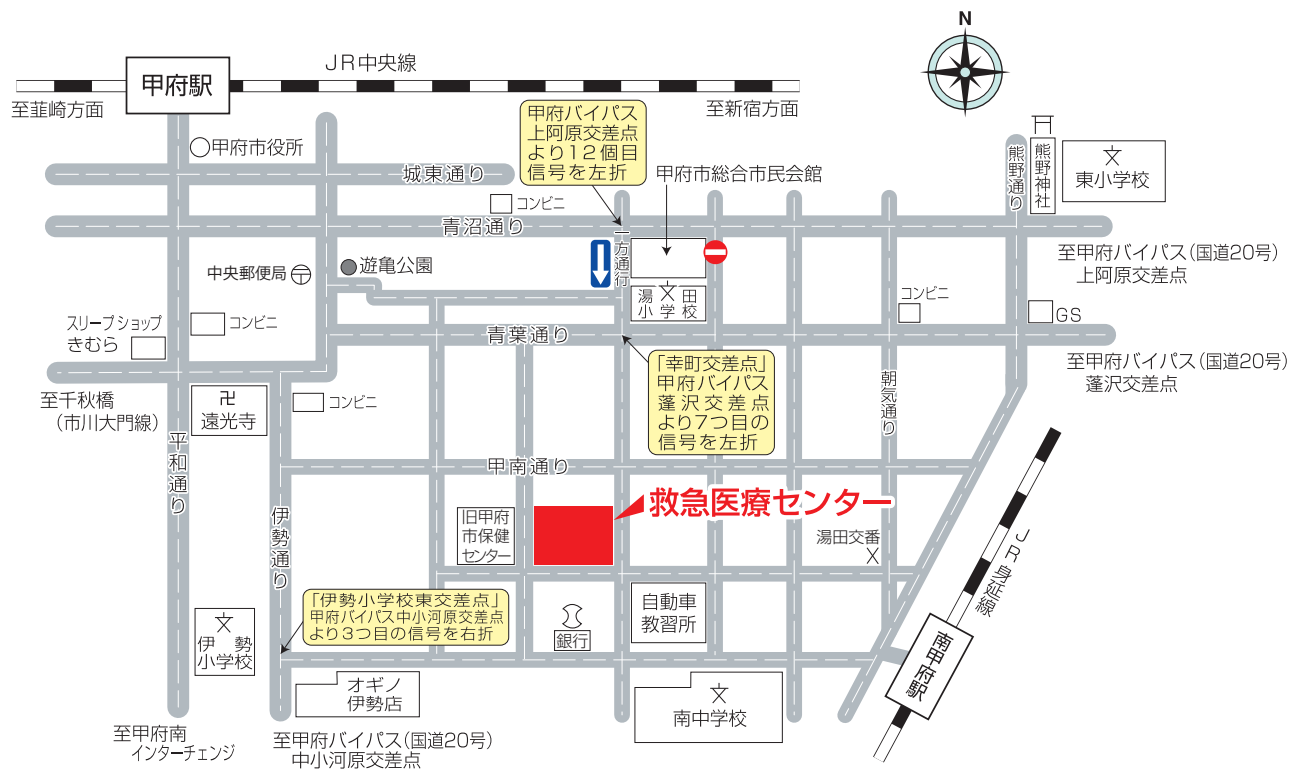 N
JR中央線
甲府駅
至韮崎方面
至新宿方面
甲府バイパス
上阿原交差点
より12個目
信号を左折
甲府市役所
城東通り
甲府市総合市民会館
熊野通り
熊野神社
文
東小学校
コンビニ
青沼通り
一方通行
至甲府バイパス(国道20号)
上阿原交差点
中央郵便局
遊亀公園
湯田
文
小学校
コンビニ
GS
スリープショップ
きむら
コンビニ
青葉通り
「幸町交差点」
甲府バイパス
蓬沢交差点
より7つ目の
信号を左折
至甲府バイパス(国道20号)
蓬沢交差点
朝気通り
至千秋橋
(市川大門線)
卍
遠光寺
コンビニ
平和通り
甲南通り
伊勢通り
救急医療センター
旧甲府
市保健
センター
湯田交番
X
JR身延線
「伊勢小学校東交差点」
甲府バイパス中小河原交差点
より3つ目の信号を右折
文
伊勢
小学校
銀行
自動車
教習所
南甲府駅
オギノ
伊勢店
文
南中学校
至甲府南
インターチェンジ
至甲府バイパス(国道20号)
中小河原交差点